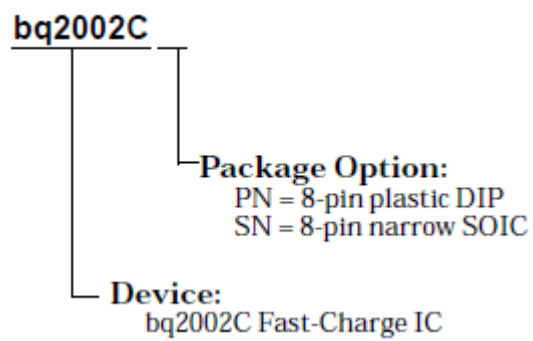 bq2002C
Package Option:
PN = 8-pin plastic DIP
SN = 8-pin narrow SOIC
Device:
bq2002C Fast-Charge IC